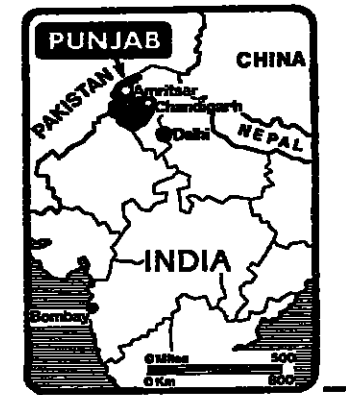 PUNJAB
CHINA
PAKISTAN
Amritsar
Chandigarh
Delhi
NEPAL
INDIA
Bombay
0 Miles 500
0 Km 800